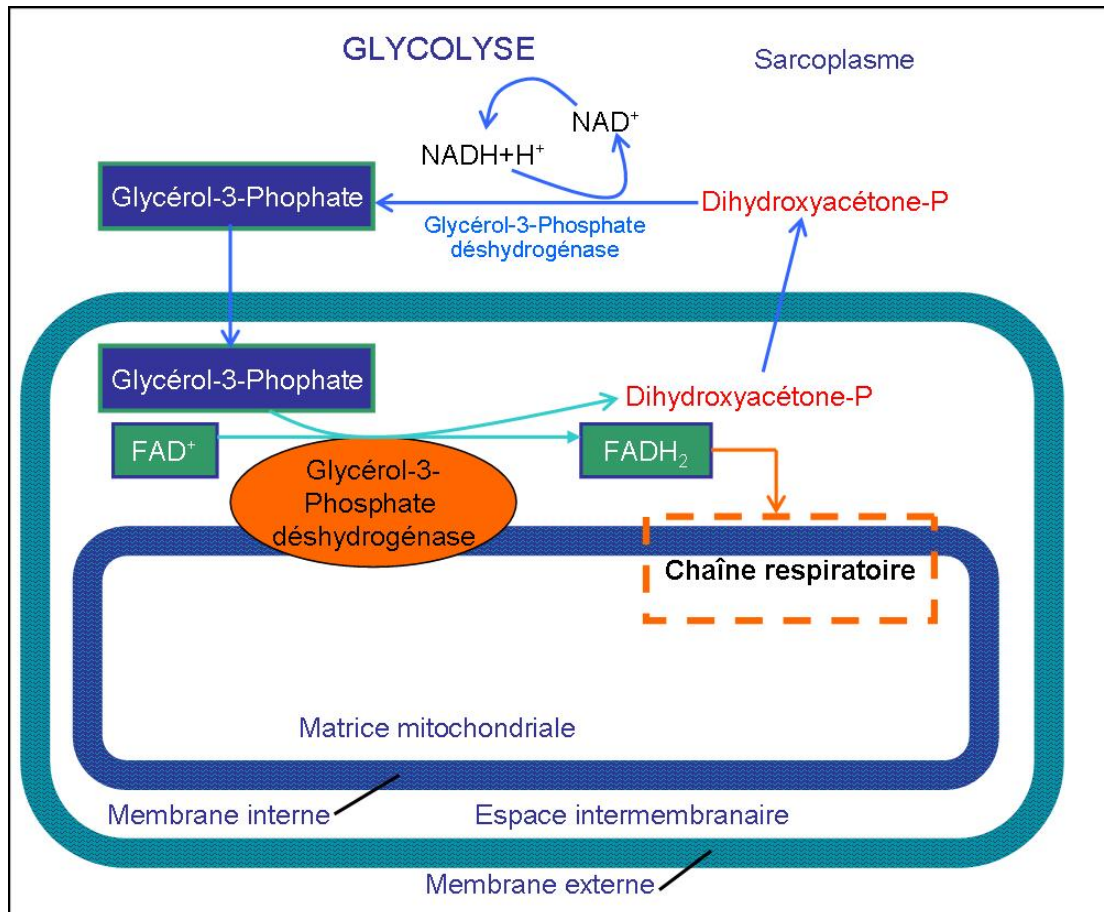 GLYCOLYSE
Sarcoplasme
NAD⁺
NADH+H⁺
Glycérol-3-Phophate
Dihydroxyacétone-P
Glycérol-3-Phosphate
déshydrogénase
Glycérol-3-Phophate
Dihydroxyacétone-P
FAD⁺
FADH₂
Glycérol-3-
Phosphate
déshydrogénase
Chaîne respiratoire
Matrice mitochondriale
Membrane interne
Espace intermembranaire
Membrane externe